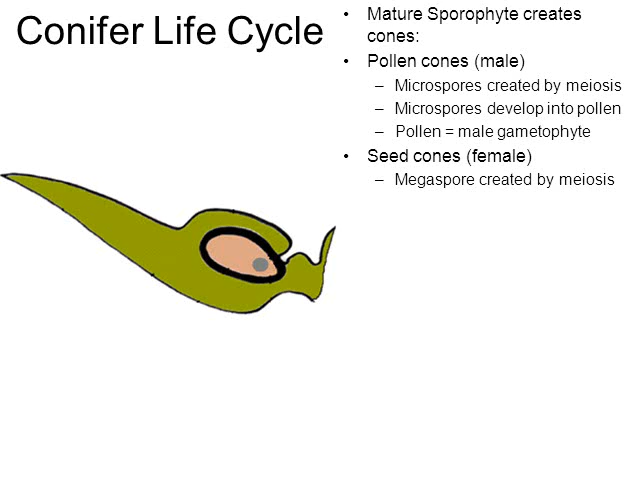 Conifer Life Cycle
• Mature Sporophyte creates
cones:
• Pollen cones (male)
– Microspores created by meiosis
– Microspores develop into pollen
– Pollen = male gametophyte
• Seed cones (female)
– Megaspore created by meiosis